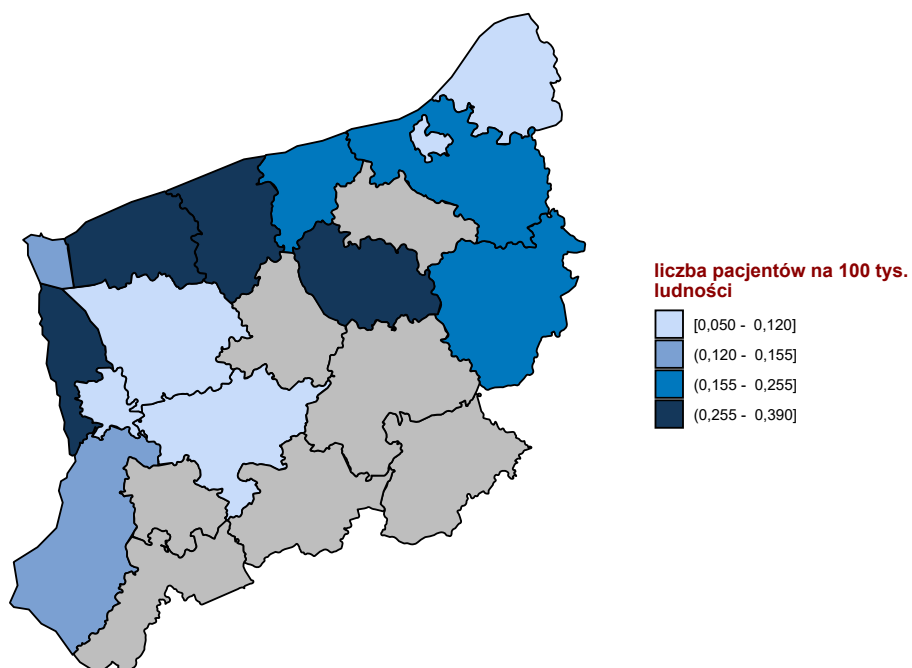 liczba pacjentów na 100 tys.
ludności
[0,050 - 0,120]
(0,120 - 0,155]
(0,155 - 0,255]
(0,255 - 0,390]